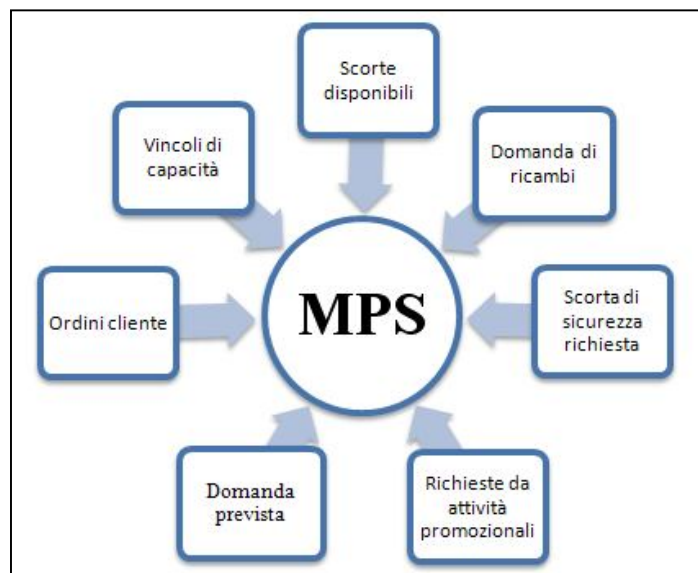 Scorte
disponibili
Vincoli di
capacità
Domanda di
ricambi
MPS
Ordini cliente
Scorta di
sicurezza
richiesta
Domanda
prevista
Richieste da
attività
promozionali